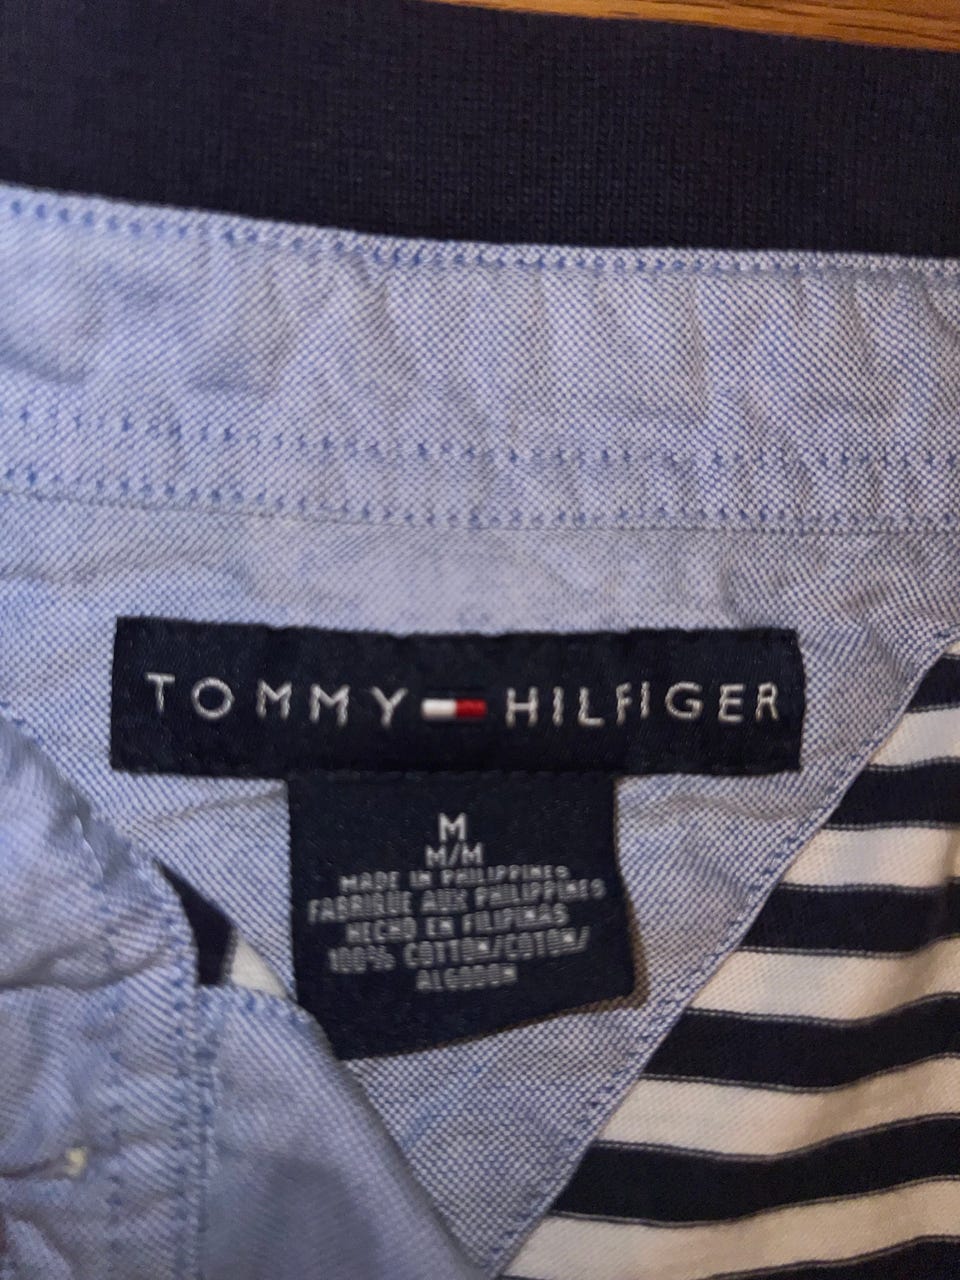 TOMMY HILFIGER
M
M/M
MADE IN PHILIPPINES
FABRIQUE AUX PHILIPPINES
HECHO EN FILIPINAS
100% COTTON/COTON/
ALGODON